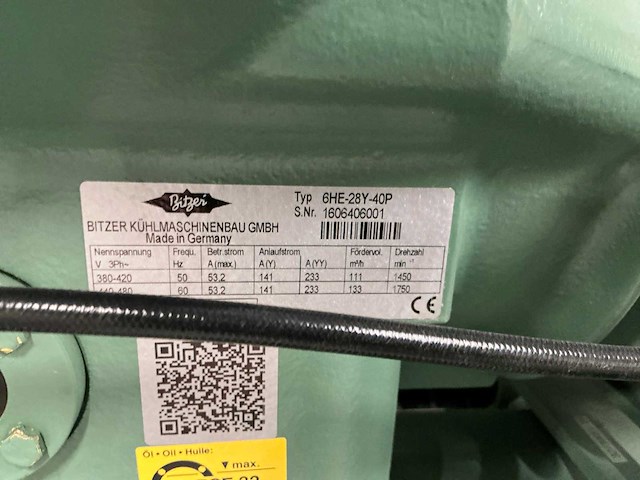 Bitzer
Typ 6HE-28Y-40P
S.Nr. 1606406001
BITZER KÜHLMASCHINENBAU GMBH
Made in Germany
Nennspannung Frequ. Betr.strom Anlaufstrom Fördervol. Drehzahl
V 3Ph~ Hz A(max.) A(Y) A(YY) m³/h min⁻¹
380-420 50 53,2 141 233 111 1450
440-480 60 53,2 141 233 133 1750
CE
Öl • Oil • Huile:
▼max.